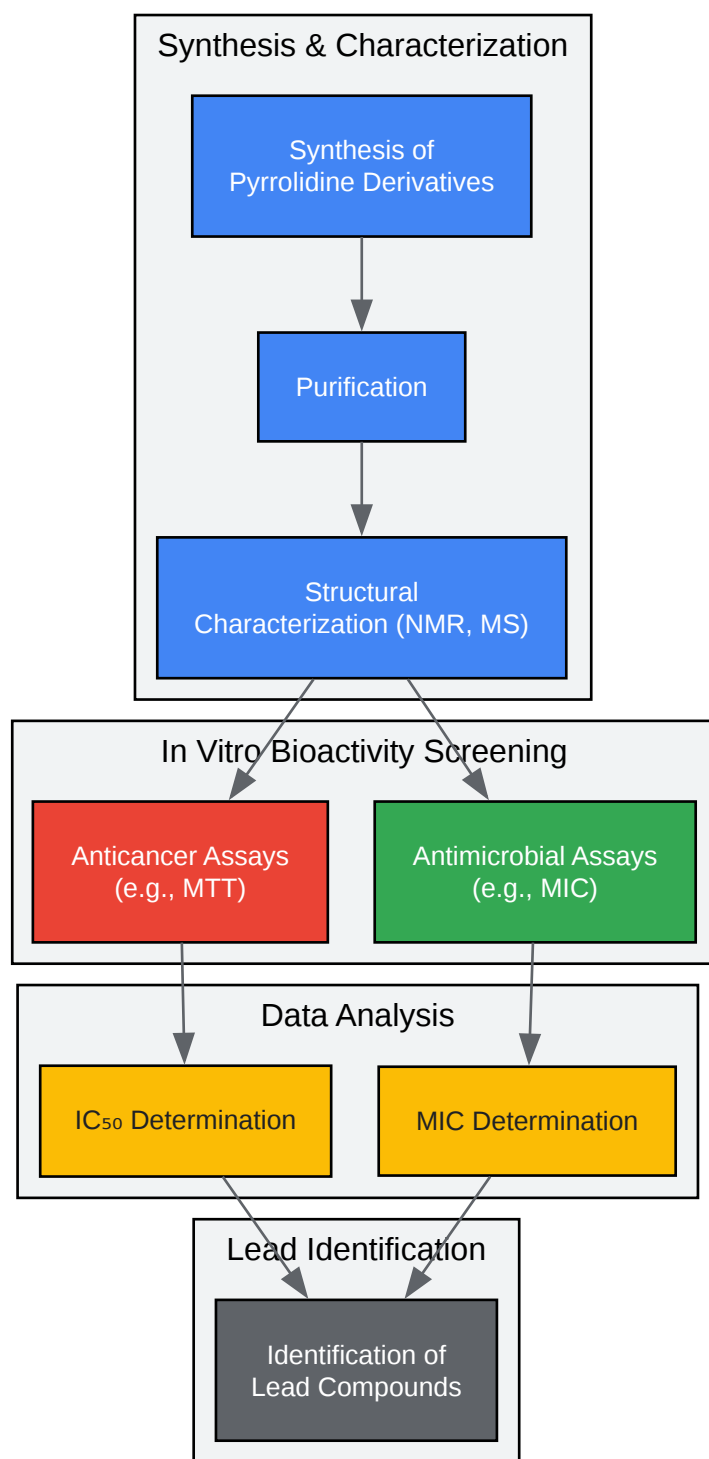 Synthesis & Characterization
Synthesis of
Pyrrolidine Derivatives
Purification
Structural
Characterization (NMR, MS)
In Vitro Bioactivity Screening
Anticancer Assays
(e.g., MTT)
Antimicrobial Assays
(e.g., MIC)
Data Analysis
IC₅₀ Determination
MIC Determination
Lead Identification
Identification of
Lead Compounds